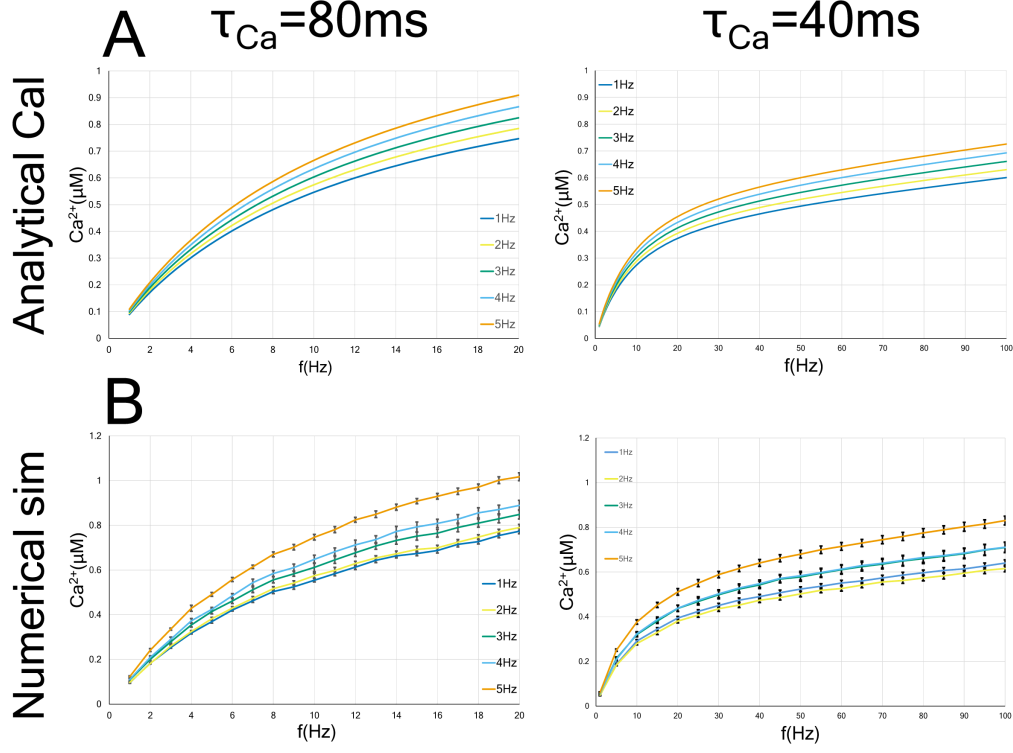 A
τCa=80ms
τCa=40ms
Analytical Cal
Ca²⁺(μM)
1
0.9
0.8
0.7
0.6
0.5
0.4
0.3
0.2
0.1
0
1Hz
2Hz
3Hz
4Hz
5Hz
0 2 4 6 8 10 12 14 16 18 20
f(Hz)
Ca²⁺(μM)
1
0.9
0.8
0.7
0.6
0.5
0.4
0.3
0.2
0.1
0
1Hz
2Hz
3Hz
4Hz
5Hz
0 10 20 30 40 50 60 70 80 90 100
f(Hz)
B
Numerical sim
Ca²⁺(μM)
1.2
1
0.8
0.6
0.4
0.2
0
1Hz
2Hz
3Hz
4Hz
5Hz
0 2 4 6 8 10 12 14 16 18 20
f(Hz)
Ca²⁺(μM)
1.2
1
0.8
0.6
0.4
0.2
0
1Hz
2Hz
3Hz
4Hz
5Hz
0 10 20 30 40 50 60 70 80 90 100
f(Hz)